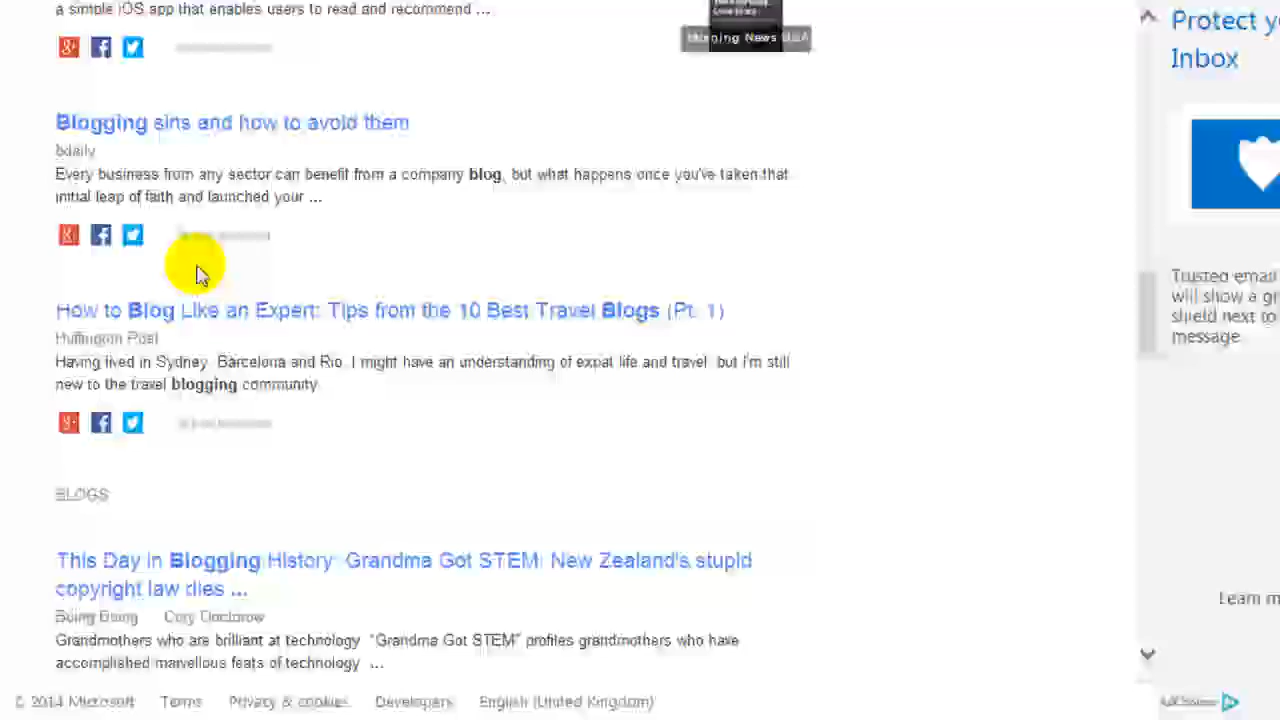 a simple iOS app that enables users to read and recommend ...
Morning News USA
Blogging sins and how to avoid them
bdaily
Every business from any sector can benefit from a company blog, but what happens once you've taken that
initial leap of faith and launched your ...
How to Blog Like an Expert: Tips from the 10 Best Travel Blogs (Pt. 1)
Huffington Post
Having lived in Sydney, Barcelona and Rio, I might have an understanding of expat life and travel, but I'm still
new to the travel blogging community.
BLOGS
This Day in Blogging History: Grandma Got STEM; New Zealand's stupid
copyright law dies ...
Boing Boing Cory Doctorow
Grandmothers who are brilliant at technology "Grandma Got STEM" profiles grandmothers who have
accomplished marvellous feats of technology ...
© 2014 Microsoft Terms Privacy & cookies Developers English (United Kingdom)
Protect y
Inbox
Trusted email
will show a gr
shield next to
message.
Learn m
AdChoices